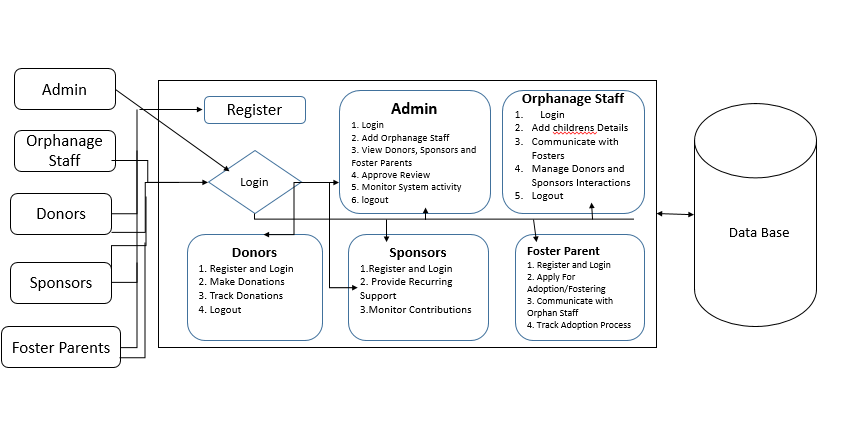 Admin
Orphanage
Staff
Donors
Sponsors
Foster Parents
Register
Login
Admin
1. Login
2. Add Orphanage Staff
3. View Donors, Sponsors and
Foster Parents
4. Approve Review
5. Monitor System activity
6. logout
Orphanage Staff
1. Login
2. Add childrens Details
3. Communicate with
Fosters
4. Manage Donors and
Sponsors Interactions
5. Logout
Donors
1. Register and Login
2. Make Donations
3. Track Donations
4. Logout
Sponsors
1.Register and Login
2. Provide Recurring
Support
3.Monitor Contributions
Foster Parent
1. Register and Login
2. Apply For
Adoption/Fostering
3. Communicate with
Orphan Staff
4. Track Adoption Process
Data Base